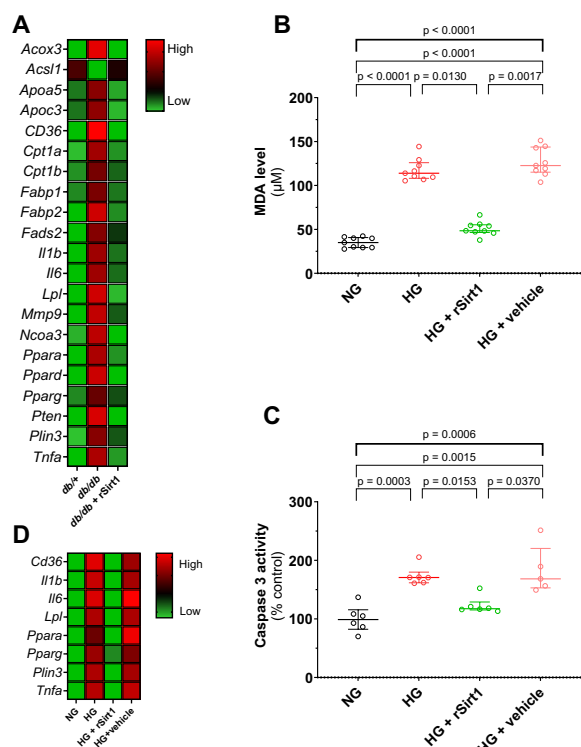 A
Acox3
Acsl1
Apoa5
Apoc3
CD36
Cpt1a
Cpt1b
Fabp1
Fabp2
Fads2
Il1b
Il6
Lpl
Mmp9
Ncoa3
Ppara
Ppard
Pparg
Pten
Plin3
Tnfa
db/+
db/db
db/db + rSirt1
High
Low
B
p < 0.0001
p < 0.0001
p < 0.0001 p = 0.0130 p = 0.0017
MDA level
(µM)
200
150
100
50
0
NG
HG
HG + rSirt1
HG + vehicle
C
p = 0.0006
p = 0.0015
p = 0.0003 p = 0.0153 p = 0.0370
Caspase 3 activity
(% control)
300
200
100
0
NG
HG
HG + rSirt1
HG + vehicle
D
Cd36
Il1b
Il6
Lpl
Ppara
Pparg
Plin3
Tnfa
NG
HG
HG + rSirt1
HG+vehicle
High
Low